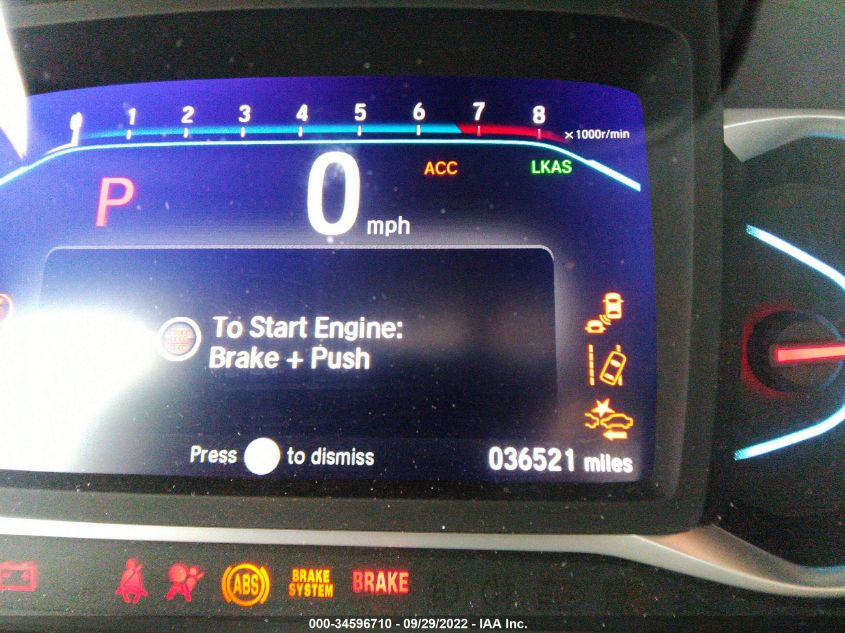 1 2 3 4 5 6 7 8 x1000r/min
ACC LKAS
P 0 mph
To Start Engine:
Brake + Push
Press to dismiss
036521 miles
ABS BRAKE SYSTEM BRAKE
000-34596710 / 09/29/2022 - IAA Inc.